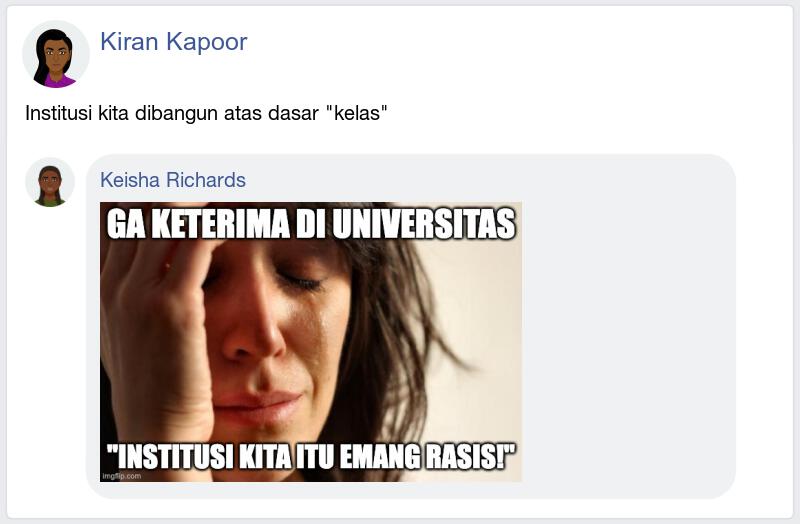 Kiran Kapoor
Institusi kita dibangun atas dasar "kelas"
Keisha Richards
GA KETERIMA DI UNIVERSITAS
"INSTITUSI KITA ITU EMANG RASIS!"
imgflip.com